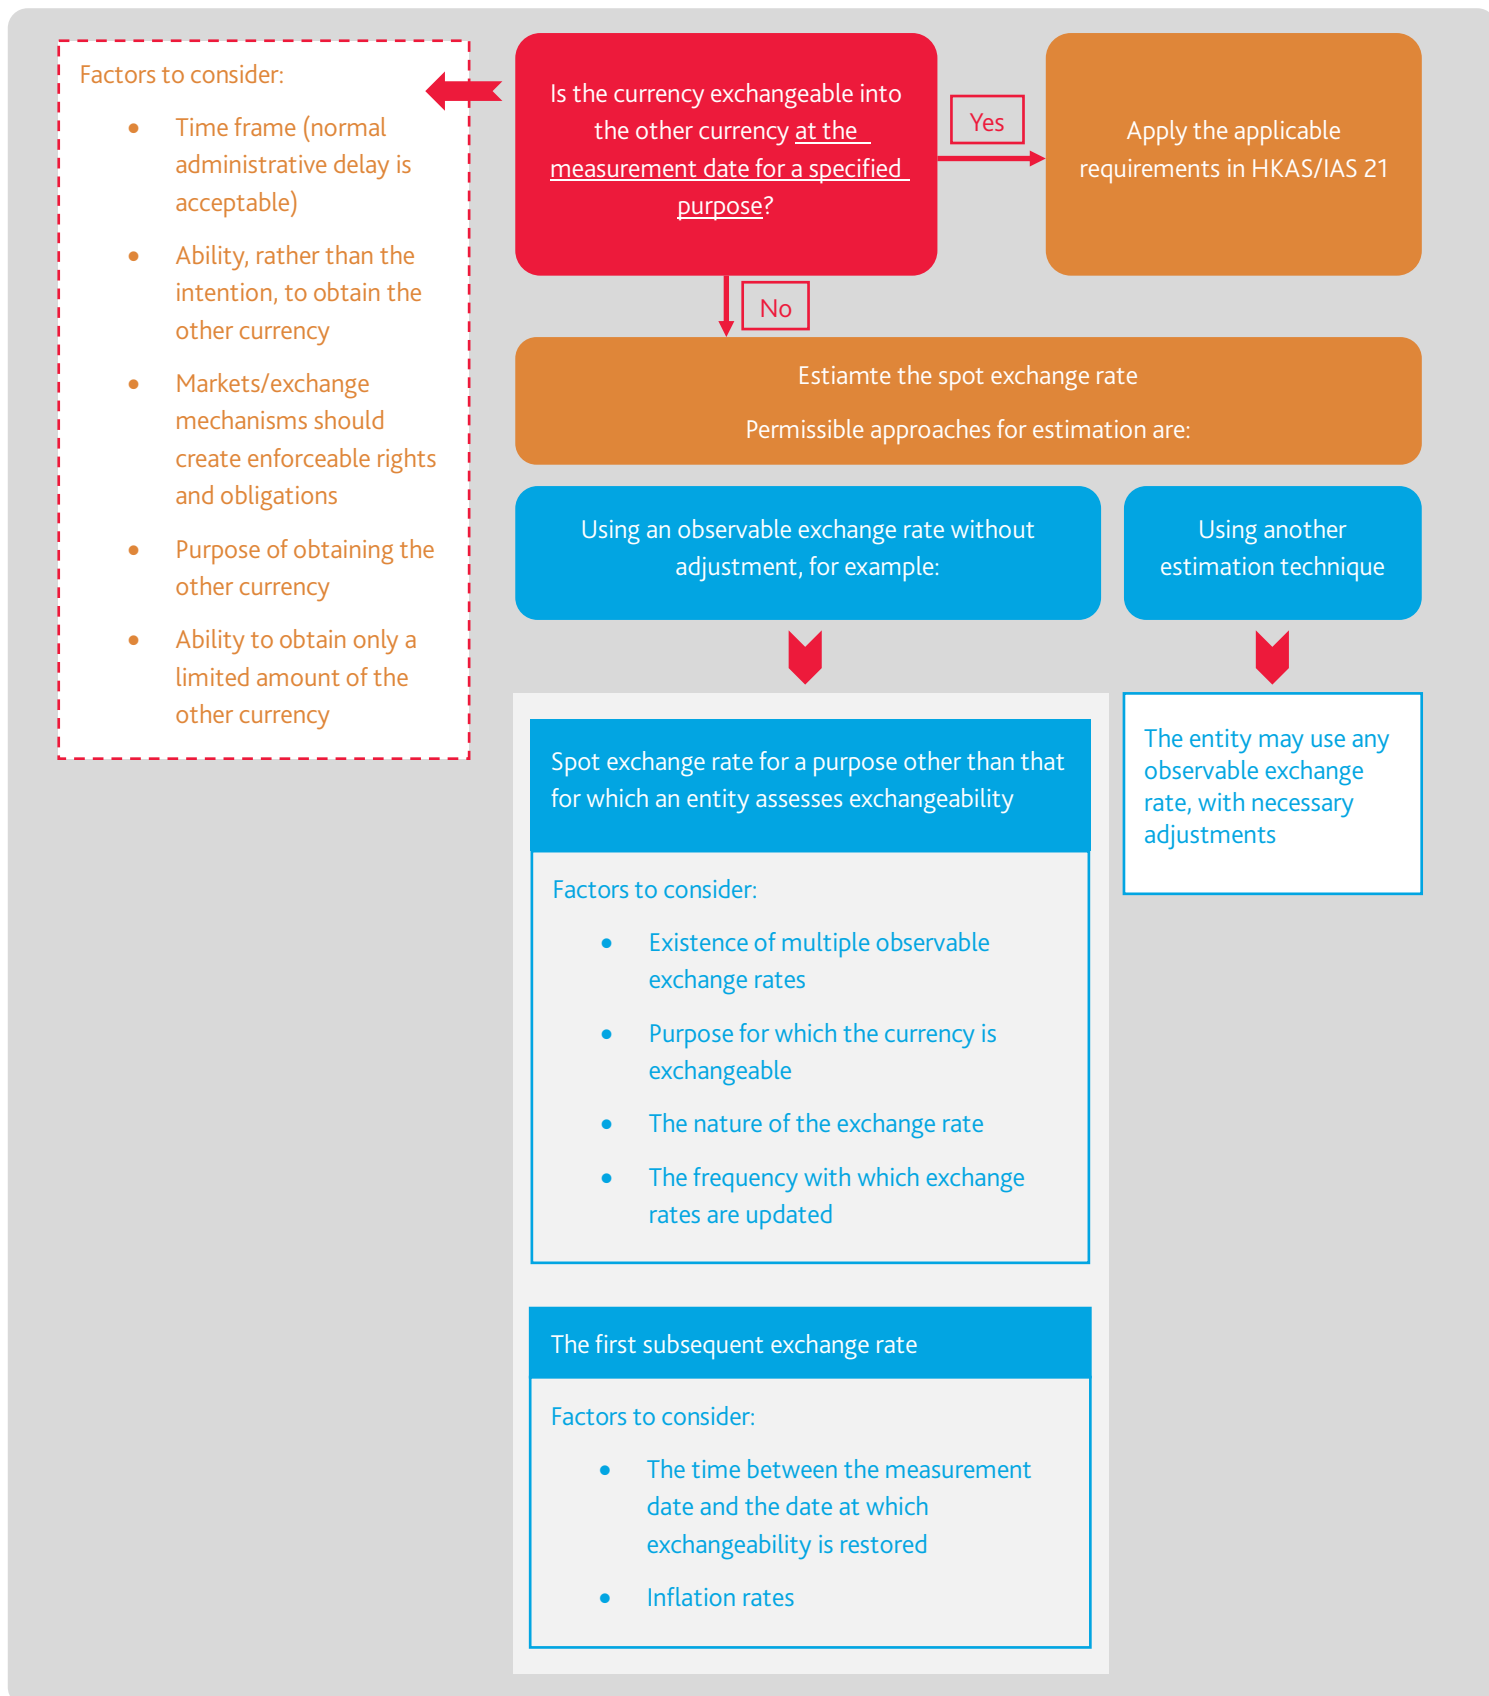 Factors to consider:
• Time frame (normal
administrative delay is
acceptable)
• Ability, rather than the
intention, to obtain the
other currency
• Markets/exchange
mechanisms should
create enforceable rights
and obligations
• Purpose of obtaining the
other currency
• Ability to obtain only a
limited amount of the
other currency
Is the currency exchangeable into
the other currency at the
measurement date for a specified
purpose?
Yes
Apply the applicable
requirements in HKAS/IAS 21
No
Estiamte the spot exchange rate
Permissible approaches for estimation are:
Using an observable exchange rate without
adjustment, for example:
Using another
estimation technique
Spot exchange rate for a purpose other than that
for which an entity assesses exchangeability
Factors to consider:
• Existence of multiple observable
exchange rates
• Purpose for which the currency is
exchangeable
• The nature of the exchange rate
• The frequency with which exchange
rates are updated
The first subsequent exchange rate
Factors to consider:
• The time between the measurement
date and the date at which
exchangeability is restored
• Inflation rates
The entity may use any
observable exchange
rate, with necessary
adjustments